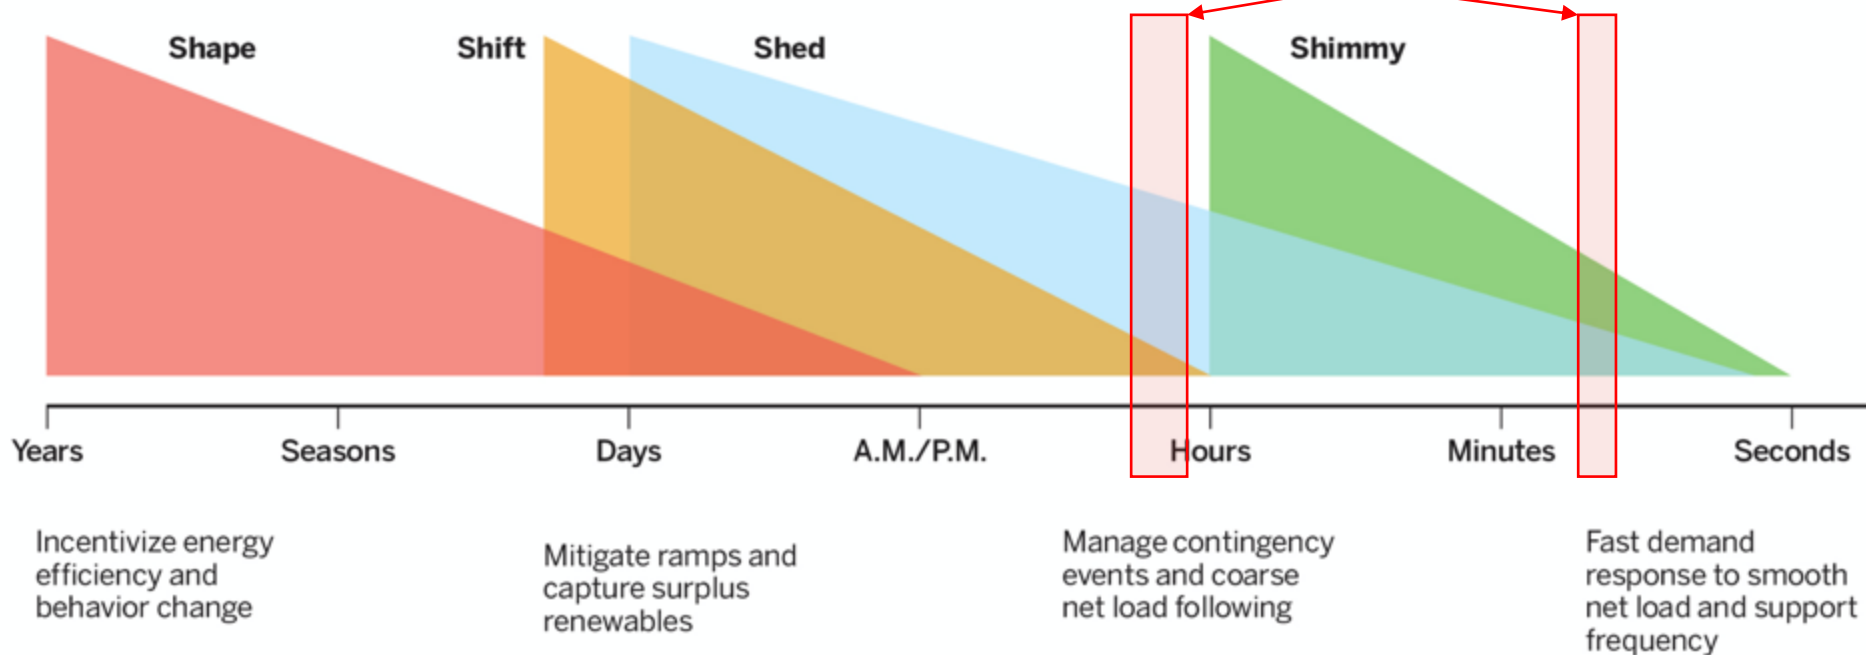 Shape
Shift
Shed
Shimmy
Years
Seasons
Days
A.M./P.M.
Hours
Minutes
Seconds
Incentivize energy
efficiency and
behavior change
Mitigate ramps and
capture surplus
renewables
Manage contingency
events and coarse
net load following
Fast demand
response to smooth
net load and support
frequency